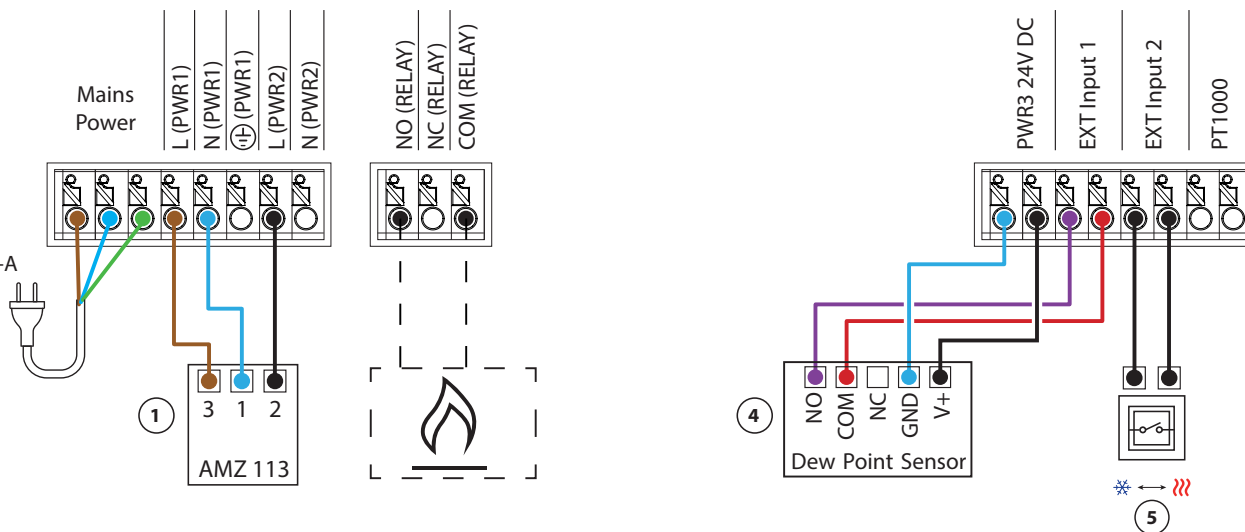 Mains
Power
L (PWR1)
N (PWR1)
(PWR1)
L (PWR2)
N (PWR2)
NO (RELAY)
NC (RELAY)
COM (RELAY)
PWR3 24V DC
EXT Input 1
EXT Input 2
PT1000
-A
3 1 2
1
AMZ 113
NO
COM
NC
GND
V+
4
Dew Point Sensor
5